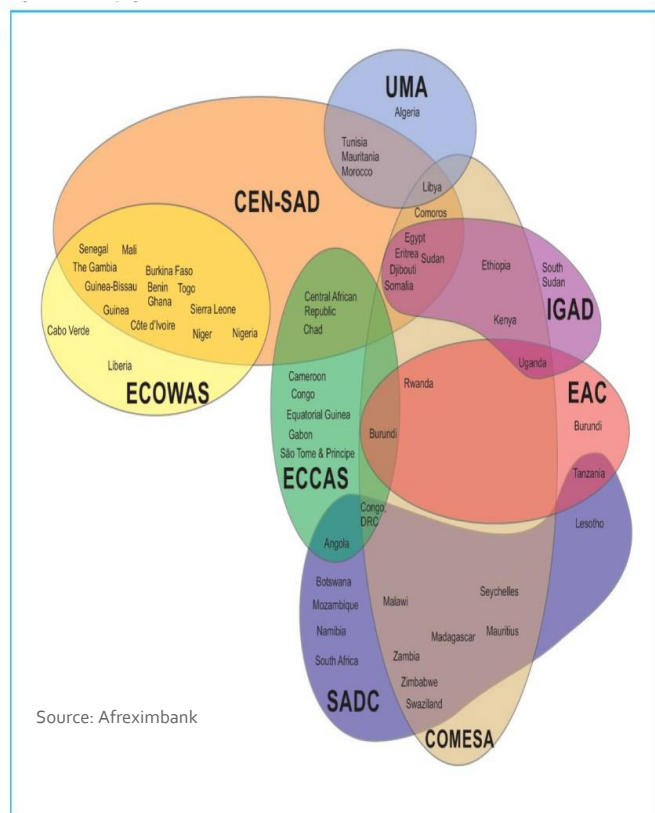 UMA
Algeria
Tunisia
Mauritania
Morocco
CEN-SAD
Libya
Comoros
Egypt
Eritrea
Sudan
Djibouti
Somalia
Ethiopia
South
Sudan
IGAD
Kenya
Uganda
Senegal
Mali
The Gambia
Burkina Faso
Guinea-Bissau
Benin
Togo
Ghana
Guinea
Sierra Leone
Côte d'Ivoire
Cabo Verde
Niger
Nigeria
Liberia
ECOWAS
Central African
Republic
Chad
Cameroon
Congo
Equatorial Guinea
Gabon
São Tome & Principe
ECCAS
Rwanda
EAC
Burundi
Burundi
Tanzania
Congo,
DRC
Lesotho
Angola
Botswana
Mozambique
Namibia
South Africa
SADC
Malawi
Seychelles
Madagascar
Mauritius
Zambia
Zimbabwe
Swaziland
COMESA
Source: Afreximbank